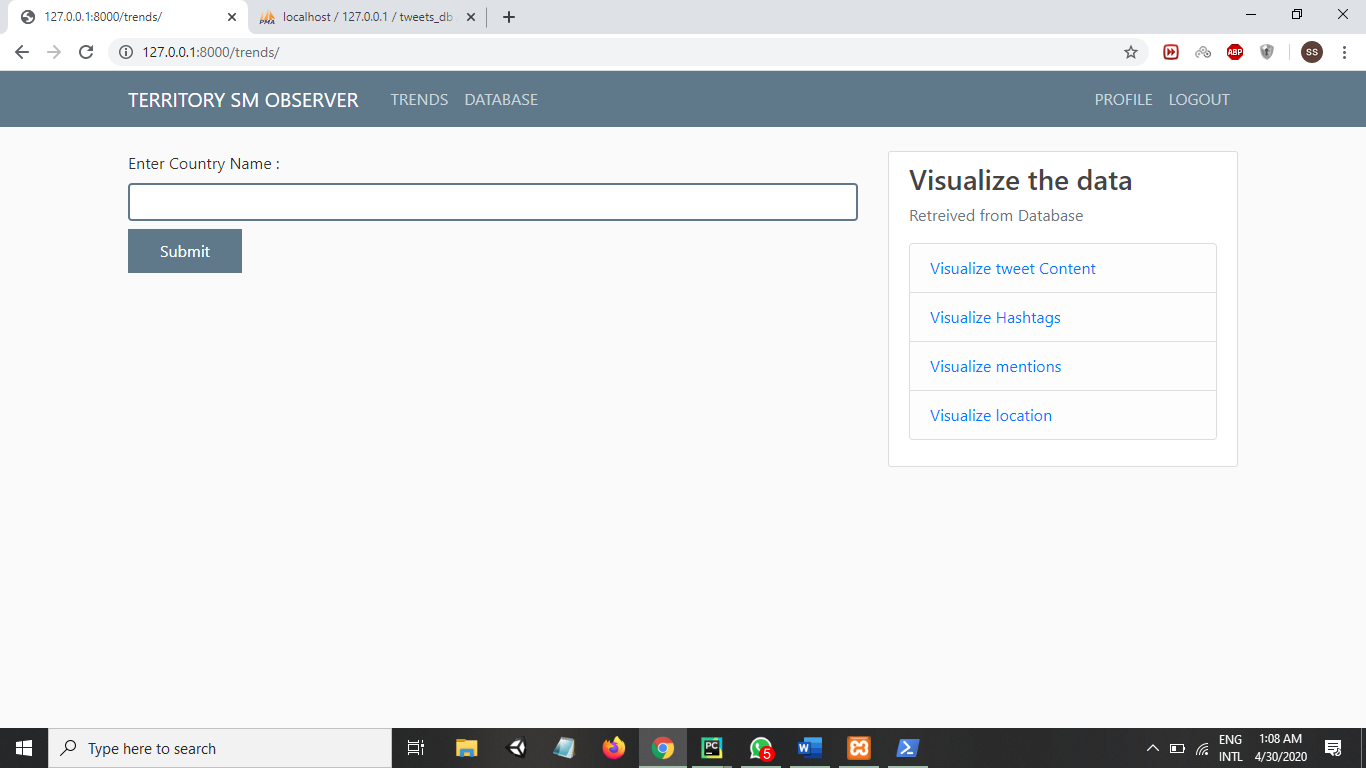 127.0.0.1:8000/trends/
localhost / 127.0.0.1 / tweets_db
127.0.0.1:8000/trends/
ABP
SS
TERRITORY SM OBSERVER
TRENDS
DATABASE
PROFILE
LOGOUT
Enter Country Name :
Submit
Visualize the data
Retreived from Database
Visualize tweet Content
Visualize Hashtags
Visualize mentions
Visualize location
Type here to search
PC
5
W
ENG
INTL
1:08 AM
4/30/2020